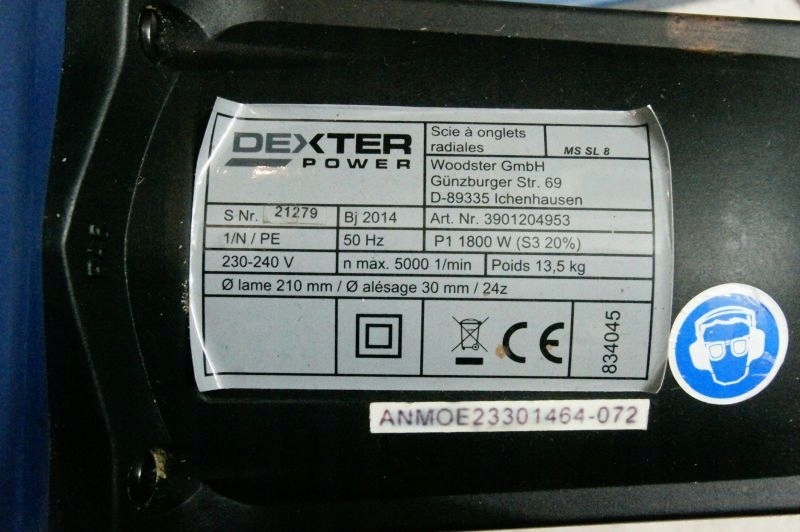 DEXTER
POWER
Scie à onglets
radiales
MS SL 8
Woodster GmbH
Günzburger Str. 69
D-89335 Ichenhausen
S Nr. 21279
Bj 2014
Art. Nr. 3901204953
1/N / PE
50 Hz
P1 1800 W (S3 20%)
230-240 V
n max. 5000 1/min
Poids 13,5 kg
Ø lame 210 mm / Ø alésage 30 mm / 24z
CE
834045
ANMOE23301464-072